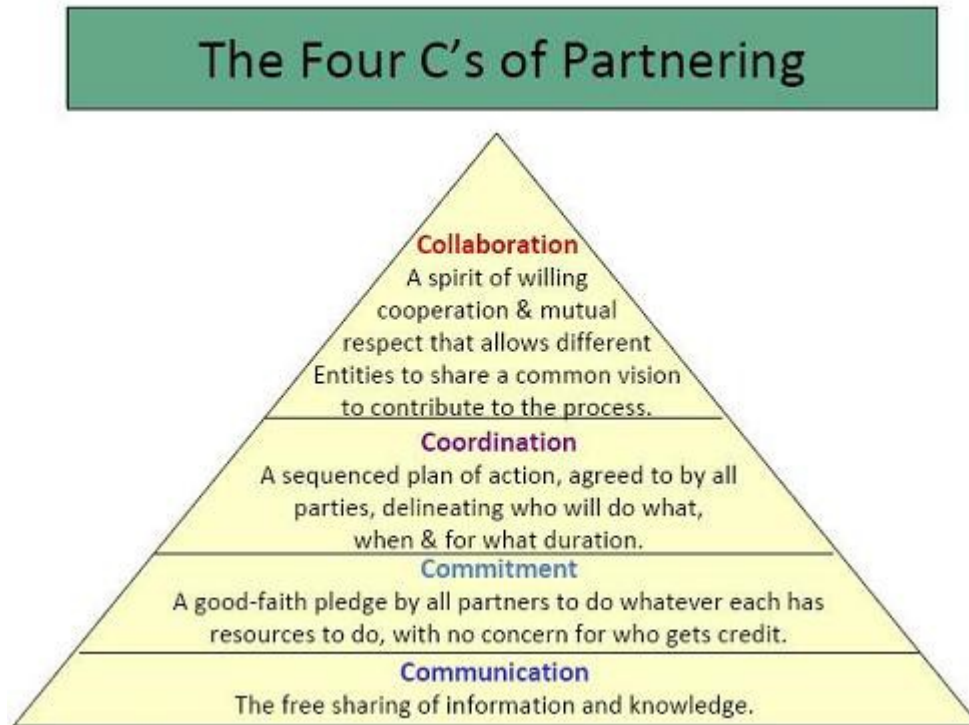 The Four C's of Partnering
Collaboration
A spirit of willing
cooperation & mutual
respect that allows different
Entities to share a common vision
to contribute to the process.
Coordination
A sequenced plan of action, agreed to by all
parties, delineating who will do what,
when & for what duration.
Commitment
A good-faith pledge by all partners to do whatever each has
resources to do, with no concern for who gets credit.
Communication
The free sharing of information and knowledge.